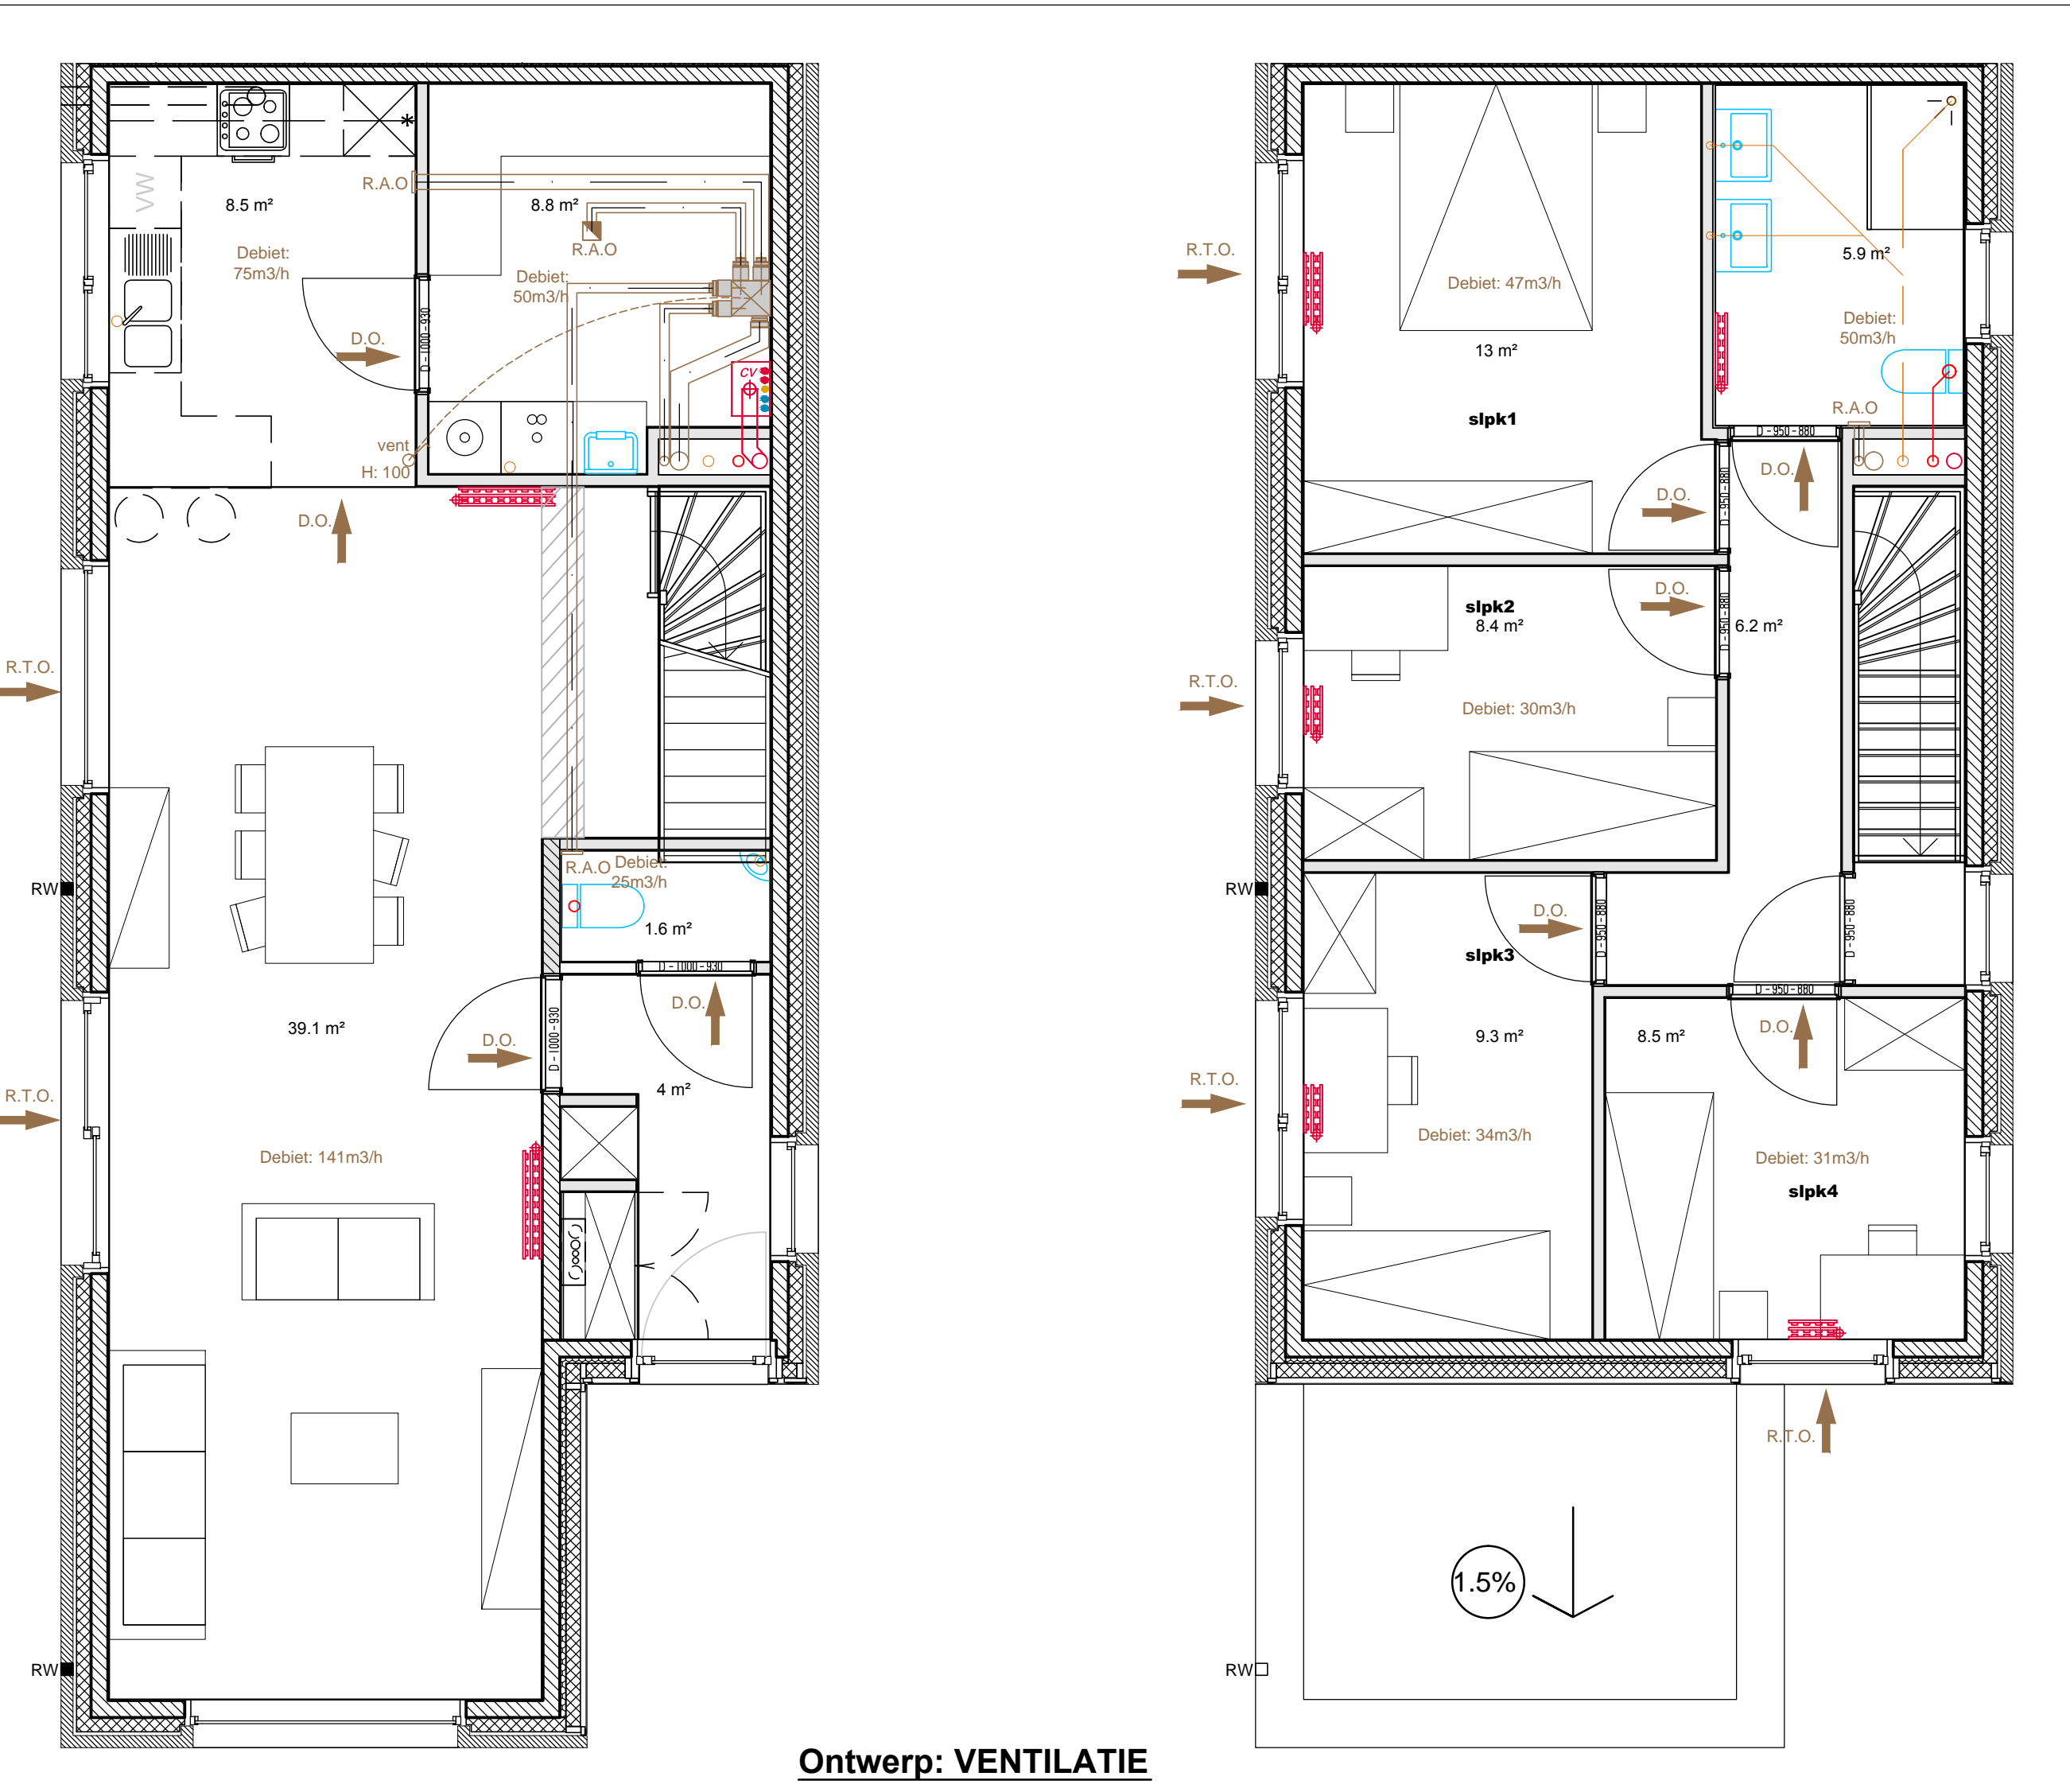 VW
8.5 m²
Debiet:
75m3/h
R.A.O
8.8 m²
R.A.O
Debiet:
50m3/h
D.O.
D - 1000 - 930
CV
vent
H: 100
D.O.
R.T.O.
RW
R.A.O
Debiet:
25m3/h
1.6 m²
D - 1000 - 930
D.O.
39.1 m²
D.O.
D - 1000 - 930
4 m²
R.T.O.
Debiet: 141m3/h
RW
R.T.O.
Debiet: 47m3/h
13 m²
slpk1
5.9 m²
Debiet:
50m3/h
R.A.O
D - 950 - 880
D.O.
D.O.
D - 950 - 880
slpk2
8.4 m²
D.O.
D - 950 - 880
6.2 m²
R.T.O.
Debiet: 30m3/h
RW
D.O.
D - 950 - 880
D - 950 - 880
slpk3
D - 950 - 880
9.3 m²
8.5 m²
D.O.
R.T.O.
Debiet: 34m3/h
Debiet: 31m3/h
slpk4
R.T.O.
1.5%
RW
Ontwerp: VENTILATIE